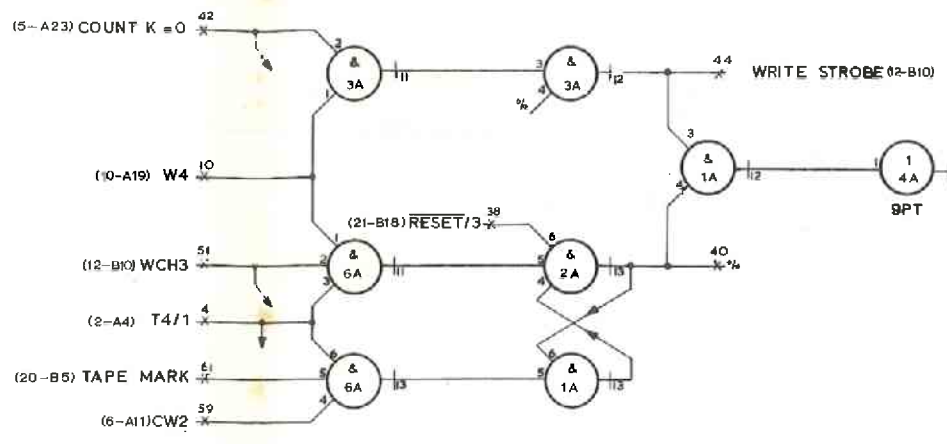 42
(5-A23) COUNT K = 0
2
&
3A
1
11
3
4
&
3A
12
o/p
44
WRITE STROBE (12-B10)
3
&
1A
4
12
1
1
4A
9PT
10
(10-A19) W4
(21-B18) RESET/3
38
51
(12-B10) WCH3
1
2
3
&
6A
11
6
5
4
&
2A
13
40
o/p
4
(2-A4) T4/1
61
(20-B5) TAPE MARK
6
5
4
&
6A
13
6
5
&
1A
13
59
(6-A11) CW2